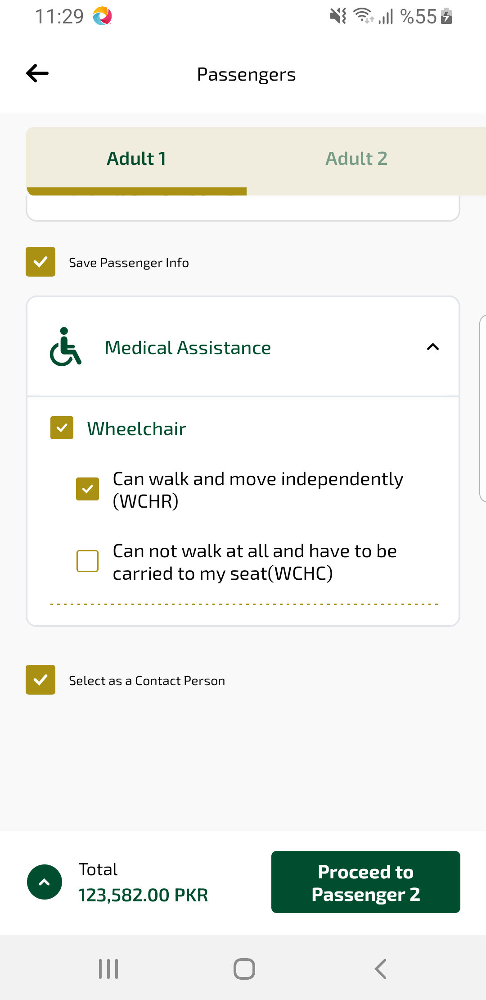 11:29
%55
Passengers
Adult 1
Adult 2
Save Passenger Info
Medical Assistance
Wheelchair
Can walk and move independently
(WCHR)
Can not walk at all and have to be
carried to my seat(WCHC)
Select as a Contact Person
Total
123,582.00 PKR
Proceed to
Passenger 2